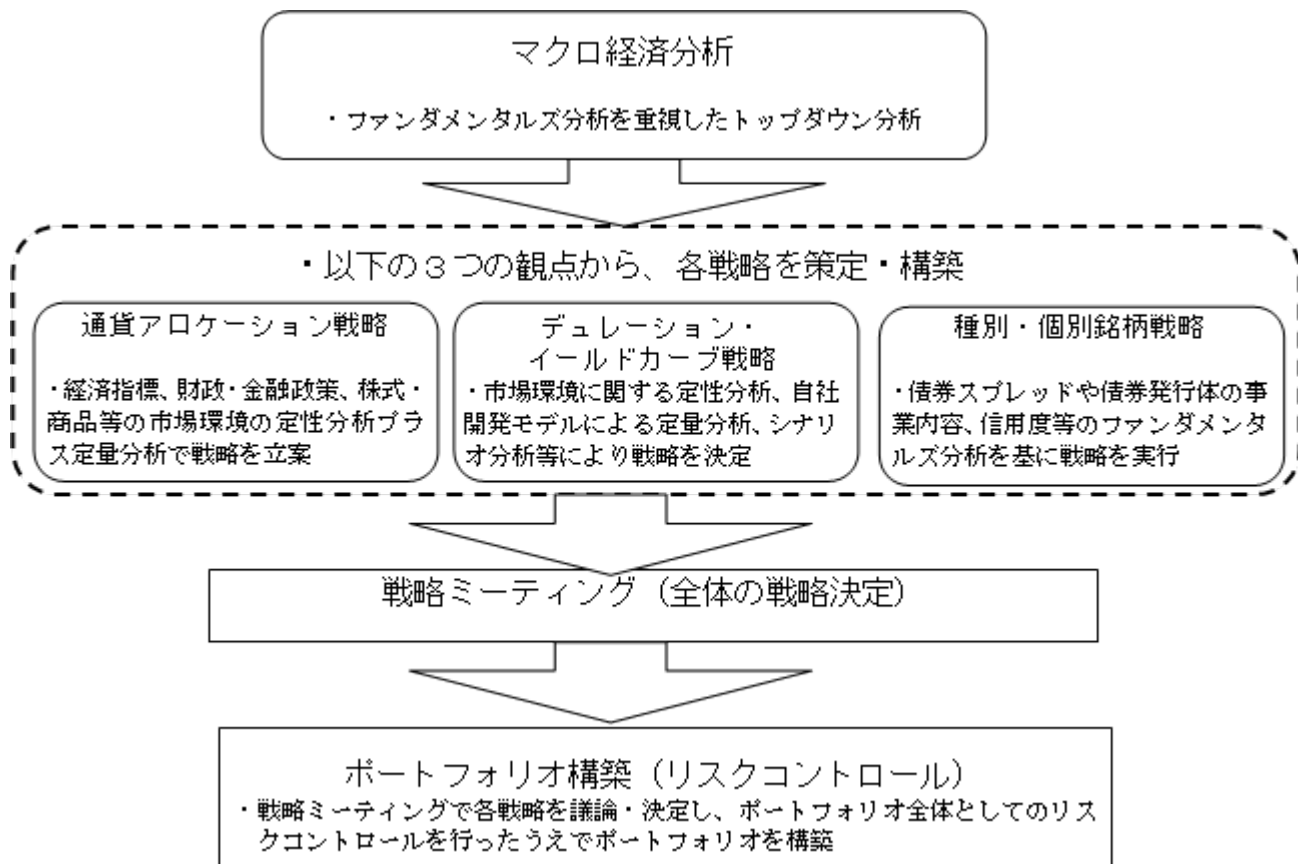 マクロ経済分析
・ファンダメンタルズ分析を重視したトップダウン分析
・以下の３つの観点から、各戦略を策定・構築
通貨アロケーション戦略
・経済指標、財政・金融政策、株式・
商品等の市場環境の定性分析プラ
ス定量分析で戦略を立案
デュレーション・
イールドカーブ戦略
・市場環境に関する定性分析、自社
開発モデルによる定量分析、シナリ
オ分析等により戦略を決定
種別・個別銘柄戦略
・債券スプレッドや債券発行体の事
業内容、信用度等のファンダメンタ
ルズ分析を基に戦略を実行
戦略ミーティング（全体の戦略決定）
ポートフォリオ構築（リスクコントロール）
・戦略ミーティングで各戦略を議論・決定し、ポートフォリオ全体としてのリス
クコントロールを行ったうえでポートフォリオを構築